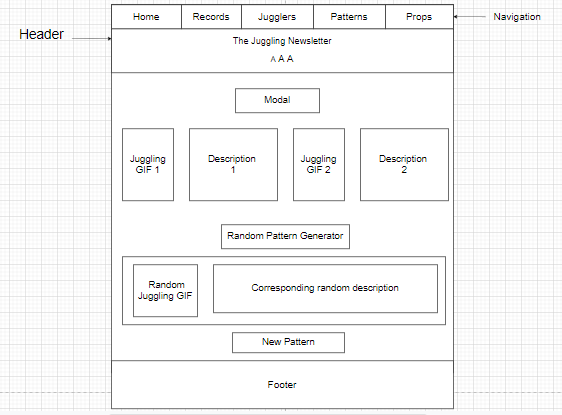 Home Records Jugglers Patterns Props Navigation
Header
The Juggling Newsletter
A A A
Modal
Juggling
GIF 1
Description
1
Juggling
GIF 2
Description
2
Random Pattern Generator
Random
Juggling GIF
Corresponding random description
New Pattern
Footer